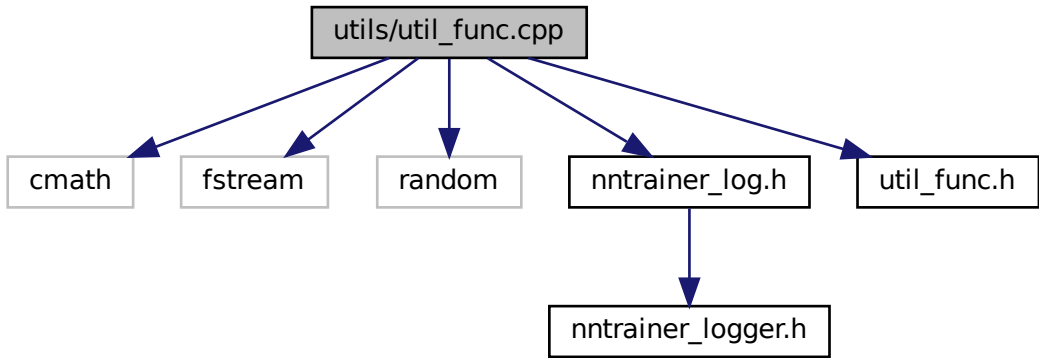 utils/util_func.cpp
cmath
fstream
random
nntrainer_log.h
util_func.h
nntrainer_logger.h